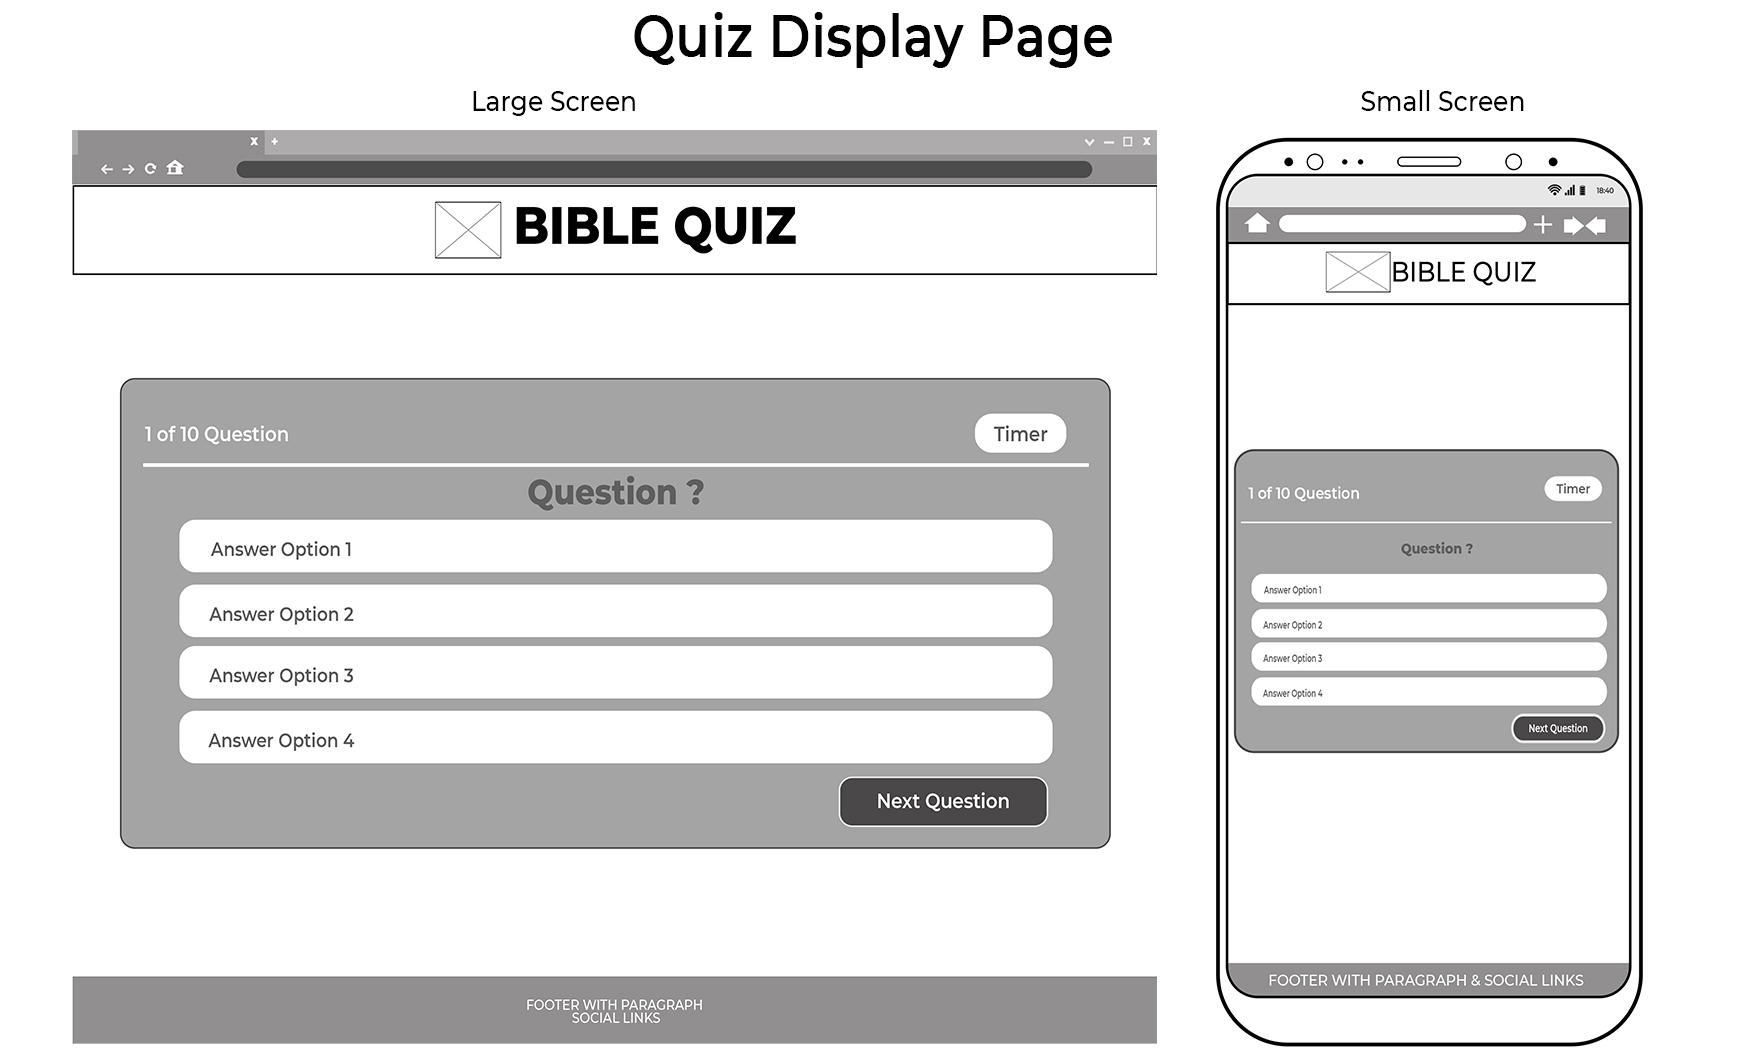 Quiz Display Page
Large Screen
Small Screen
x +
x
BIBLE QUIZ
1 of 10 Question
Timer
Question ?
Answer Option 1
Answer Option 2
Answer Option 3
Answer Option 4
Next Question
FOOTER WITH PARAGRAPH
SOCIAL LINKS
18:40
BIBLE QUIZ
1 of 10 Question
Timer
Question ?
Answer Option 1
Answer Option 2
Answer Option 3
Answer Option 4
Next Question
FOOTER WITH PARAGRAPH & SOCIAL LINKS